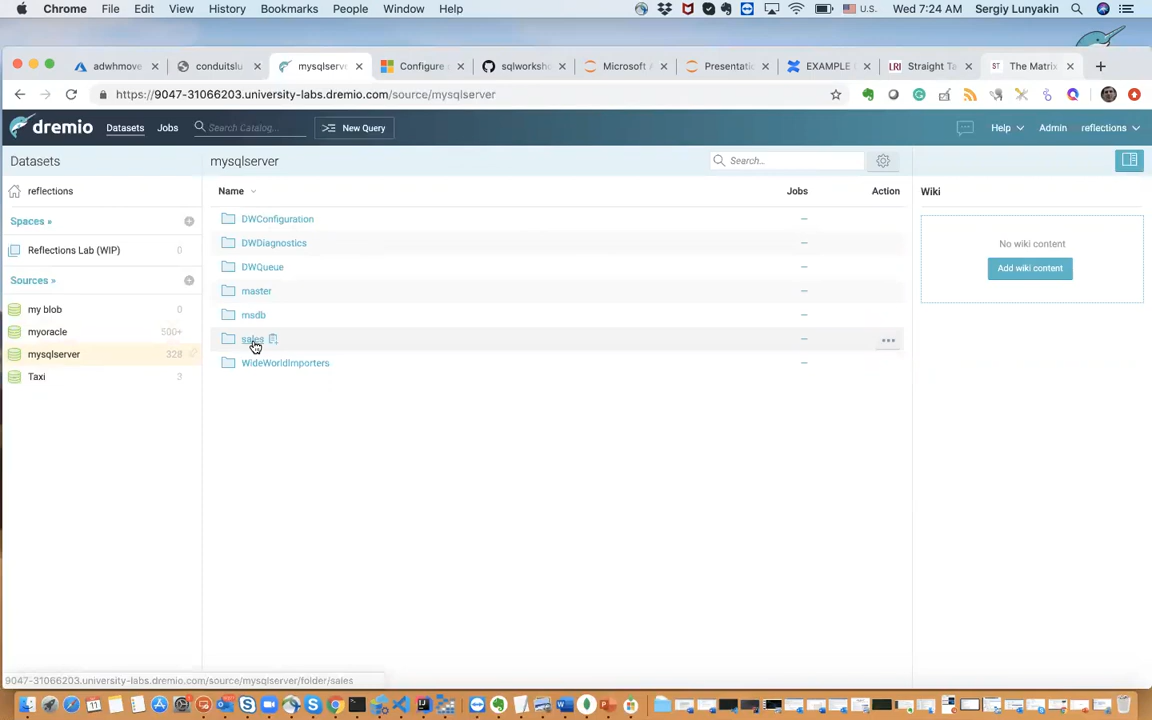 Chrome File Edit View History Bookmarks People Window Help U.S. Wed 7:24 AM Sergiy Lunyakin
adwhmove conduitslu mysqlserver Configure sqlworksh Microsoft A Presentatio EXAMPLE LRI Straight Ta ST The Matrix
https://9047-31066203.university-labs.dremio.com/source/mysqlserver
dremio Datasets Jobs Search Catalog... New Query Help Admin reflections
Datasets mysqlserver Search...
reflections Name Jobs Action Wiki
Spaces » DWConfiguration –
DWDiagnostics –
No wiki content
Reflections Lab (WIP) 0
DWQueue –
Add wiki content
Sources »
master –
my blob 0
msdb –
myoracle 500+
sales –
mysqlserver 328
WideWorldImporters –
Taxi 3
9047-31066203.university-labs.dremio.com/source/mysqlserver/folder/sales